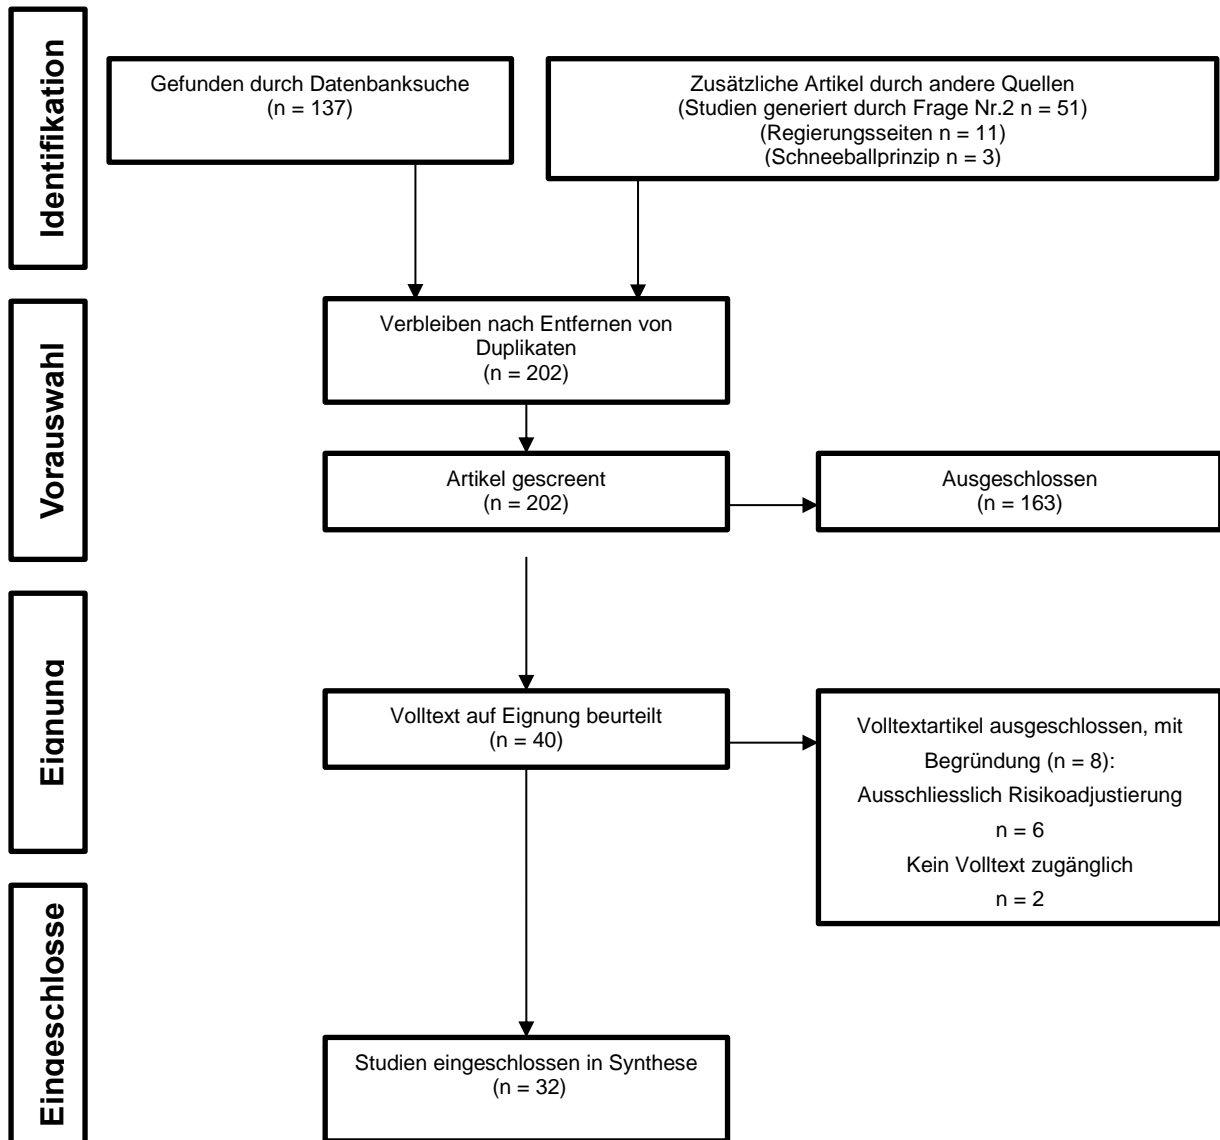 Identifikation
Gefunden durch Datenbanksuche
(n = 137)
Zusätzliche Artikel durch andere Quellen
(Studien generiert durch Frage Nr.2 n = 51)
(Regierungsseiten n = 11)
(Schneeballprinzip n = 3)
Vorauswahl
Verbleiben nach Entfernen von
Duplikaten
(n = 202)
Artikel gescreent
(n = 202)
Ausgeschlossen
(n = 163)
Eignung
Volltext auf Eignung beurteilt
(n = 40)
Volltextartikel ausgeschlossen, mit
Begründung (n = 8):
Ausschliesslich Risikoadjustierung
n = 6
Kein Volltext zugänglich
n = 2
Eingeschlosse
Studien eingeschlossen in Synthese
(n = 32)